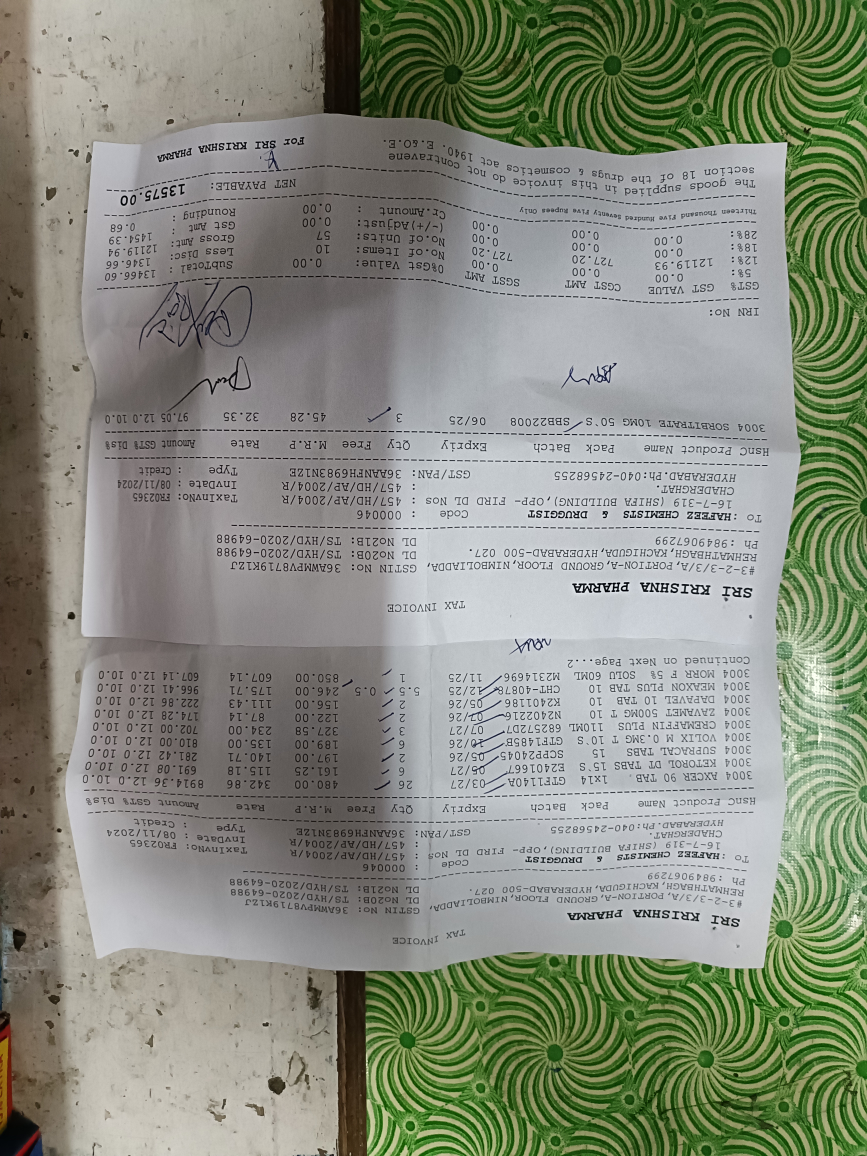 TAX INVOICE
SRI KRISHNA PHARMA
#3-2-3/3/A, PORTION-A, GROUND FLOOR, NIMBOLIADDA, GSTIN No: 36AWMPV8719K1ZJ
REHMATHBAGH, KACHIGUDA, HYDERABAD-500 027. DL No20B: TS/HYD/2020-64988
Ph :9849067299 DL No21B: TS/HYD/2020-64988
To :HAFEEZ CHEMISTS & DRUGGIST Code : 000046 TaxInvNo: FR02365
16-7-319 (SHIFA BUILDING),OPP- FIRD DL Nos : 457/HD/AP/2004/R InvDate : 08/11/2024
CHADERGHAT. : 457/HD/AP/2004/R Type : Credit
HYDERABAD.Ph:040-24568255 GST/PAN: 36AANFH6983N1ZE
Hsnc Product Name Pack Batch Expriy Qty Free M.R.P Rate Amount GST% Dis%
3004 AXCER 90 TAB. 1x14 GTF1140A 03/27 26 480.00 342.86 8914.36 12.0 10.0
3004 KETOROL DT TABS 15'S E2401667 05/27 6 161.25 115.18 691.08 12.0 10.0
3004 SUPRACAL TABS 15 SCP24045 05/26 2 197.00 140.71 281.42 12.0 10.0
3004 VOLIX M 0.3MG T 10'S GTF1485B 10/26 6 189.00 135.00 810.00 12.0 10.0
3004 CREMAFFIN PLUS 110ML 68257207 07/27 3 327.58 234.00 702.00 12.0 10.0
3004 ZAVAMET 500MG T 10 NZ402216 07/26 2 122.00 87.14 174.28 12.0 10.0
3004 DARAVEL 10 TAB 10 KZ401186 05/26 2 156.00 111.43 222.86 12.0 10.0
3004 MEAXON PLUS TAB 10 CHT-40878 12/25 5.5 0.5 246.00 175.71 966.41 12.0 10.0
3004 MORR F 5% SOLU 60ML M2314696 11/25 1 850.00 607.14 607.14 12.0 10.0
Continued on Next Page...2
TAX INVOICE
SRI KRISHNA PHARMA
#3-2-3/3/A, PORTION-A, GROUND FLOOR, NIMBOLIADDA, GSTIN No: 36AWMPV8719K1ZJ
REHMATHBAGH, KACHIGUDA, HYDERABAD-500 027. DL No20B: TS/HYD/2020-64988
Ph :9849067299 DL No21B: TS/HYD/2020-64988
To :HAFEEZ CHEMISTS & DRUGGIST Code : 000046 TaxInvNo: FR02365
16-7-319 (SHIFA BUILDING),OPP- FIRD DL Nos : 457/HD/AP/2004/R InvDate : 08/11/2024
CHADERGHAT. : 457/HD/AP/2004/R Type : Credit
HYDERABAD.Ph:040-24568255 GST/PAN: 36AANFH6983N1ZE
Hsnc Product Name Pack Batch Expriy Qty Free M.R.P Rate Amount GST% Dis%
3004 SORBITRATE 10MG 50'S SBB22008 06/25 3 45.28 32.35 97.05 12.0 10.0
IRN No:
GST% GST VALUE CGST AMT SGST AMT 0%Gst Value: 0.00 SubTotal : 13466.60
5%: 0.00 0.00 0.00 No.of Items: 10 Less Disc: 1346.66
12%: 12119.93 727.20 727.20 No.of Units: 57 Gross Amt: 12119.94
18%: 0.00 0.00 0.00 (-/+)Adjust: 0.00 Gst Amt : 1454.39
28%: 0.00 0.00 0.00 Cr.Amount : 0.00 Rounding : 0.68
Thirteen Thousand Five Hundred Seventy Five Rupees Only
NET PAYABLE: 13575.00
The goods supplied in this invoice do not contravene
section 18 of the drugs & cosmetics act 1940. E.&O.E.
For SRI KRISHNA PHARMA